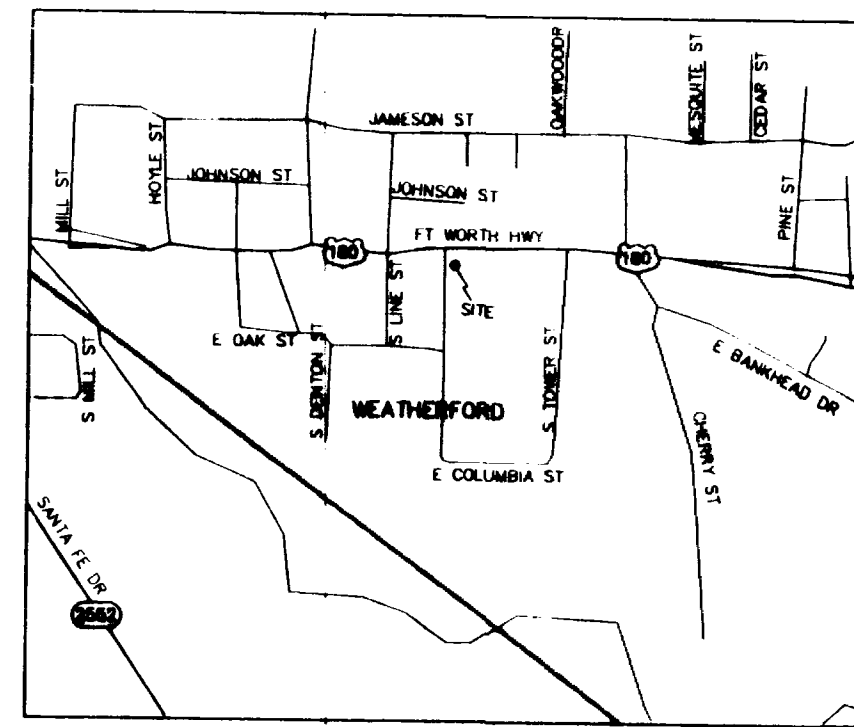 OAKWOOD DR
MESQUITE ST
CEDAR ST
JAMESON ST
HOYLE ST
MILL ST
JOHNSON ST
JOHNSON ST
PINE ST
FT WORTH HWY
180
180
S LINE ST
SITE
E OAK ST
S DENTON ST
S TOWER ST
S MILL ST
E BANKHEAD DR
WEATHERFORD
CHERRY ST
E COLUMBIA ST
SANTA FE DR
2552